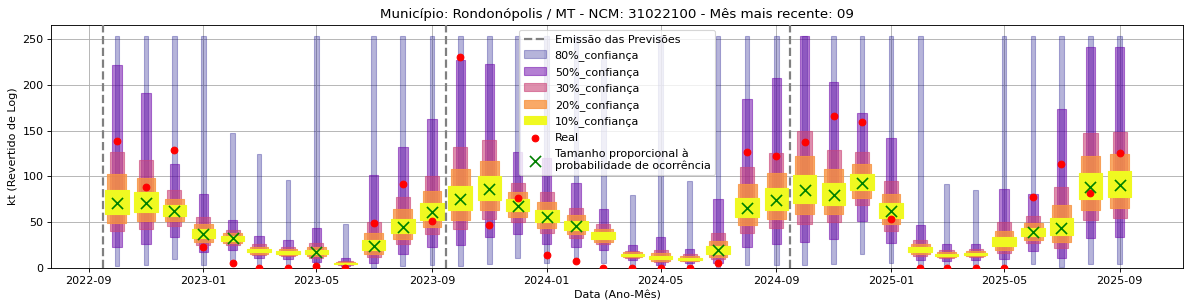 Município: Rondonópolis / MT - NCM: 31022100 - Mês mais recente: 09
kt (Revertido de Log)
250
200
150
100
50
0
Emissão das Previsões
80%_confiança
50%_confiança
30%_confiança
20%_confiança
10%_confiança
Real
Tamanho proporcional à
probabilidade de ocorrência
2022-09
2023-01
2023-05
2023-09
2024-01
2024-05
2024-09
2025-01
2025-05
2025-09
Data (Ano-Mês)